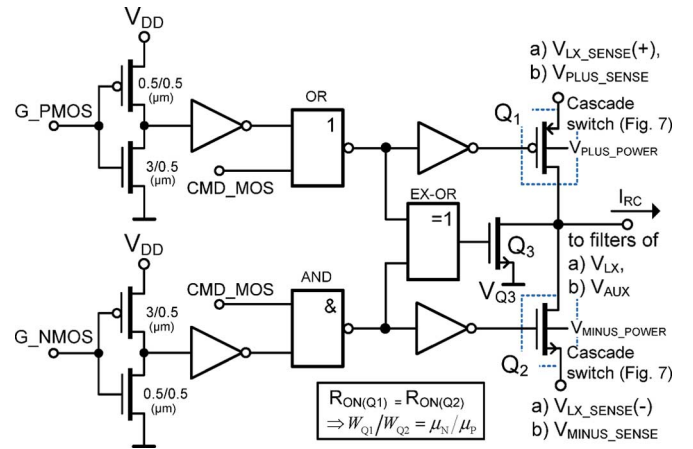 V_DD
0.5/0.5
(µm)
G_PMOS
3/0.5
(µm)
OR
1
CMD_MOS
a) V_LX_SENSE(+),
b) V_PLUS_SENSE
Q_1
Cascade
switch (Fig. 7)
V_PLUS_POWER
EX-OR
=1
Q_3
V_Q3
I_RC
to filters of
a) V_LX,
b) V_AUX
V_DD
3/0.5
(µm)
G_NMOS
0.5/0.5
(µm)
CMD_MOS
AND
&
V_MINUS_POWER
Q_2
Cascade
switch (Fig. 7)
a) V_LX_SENSE(-)
b) V_MINUS_SENSE
R_ON(Q1) = R_ON(Q2)
⇒ W_Q1/W_Q2 = µ_N/µ_P